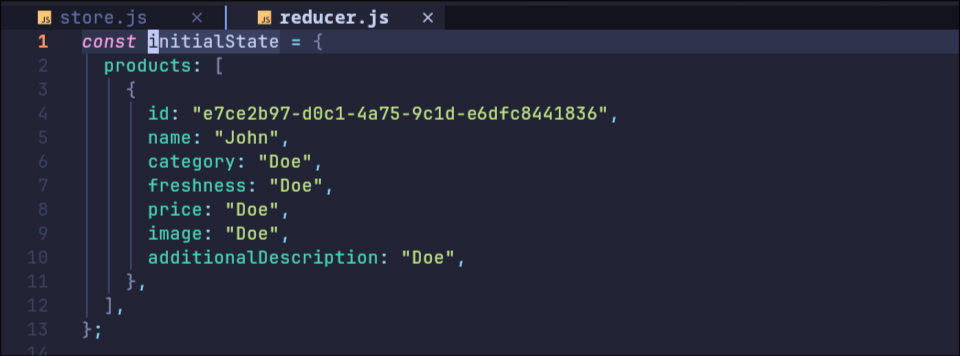 JS store.js × JS reducer.js ×
1 const initialState = {
2 products: [
3 {
4 id: "e7ce2b97-d0c1-4a75-9c1d-e6dfc8441836",
5 name: "John",
6 category: "Doe",
7 freshness: "Doe",
8 price: "Doe",
9 image: "Doe",
10 additionalDescription: "Doe",
11 },
12 ],
13 };
14